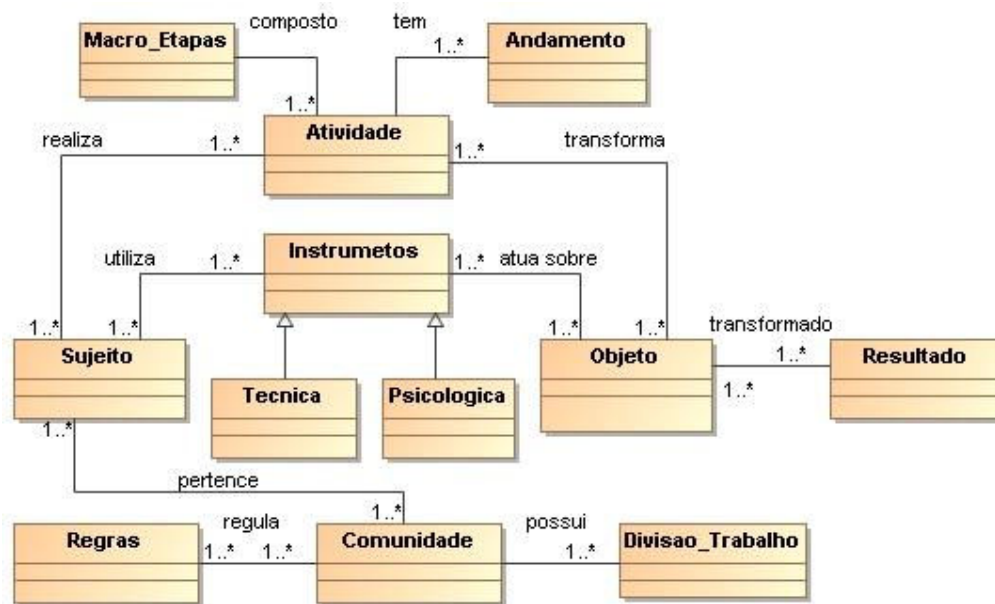 composto
tem
Macro_Etapas
1..*
Andamento
1..*
Atividade
realiza
1..*
1..*
transforma
Instrumetos
utiliza
1..*
1..*
atua sobre
1..*
1..*
1..*
1..*
transformado
Sujeito
Objeto
1..*
Resultado
Tecnica
Psicologica
1..*
1..*
pertence
1..*
Regras
regula
Comunidade
possui
Divisao_Trabalho
1..*
1..*
1..*